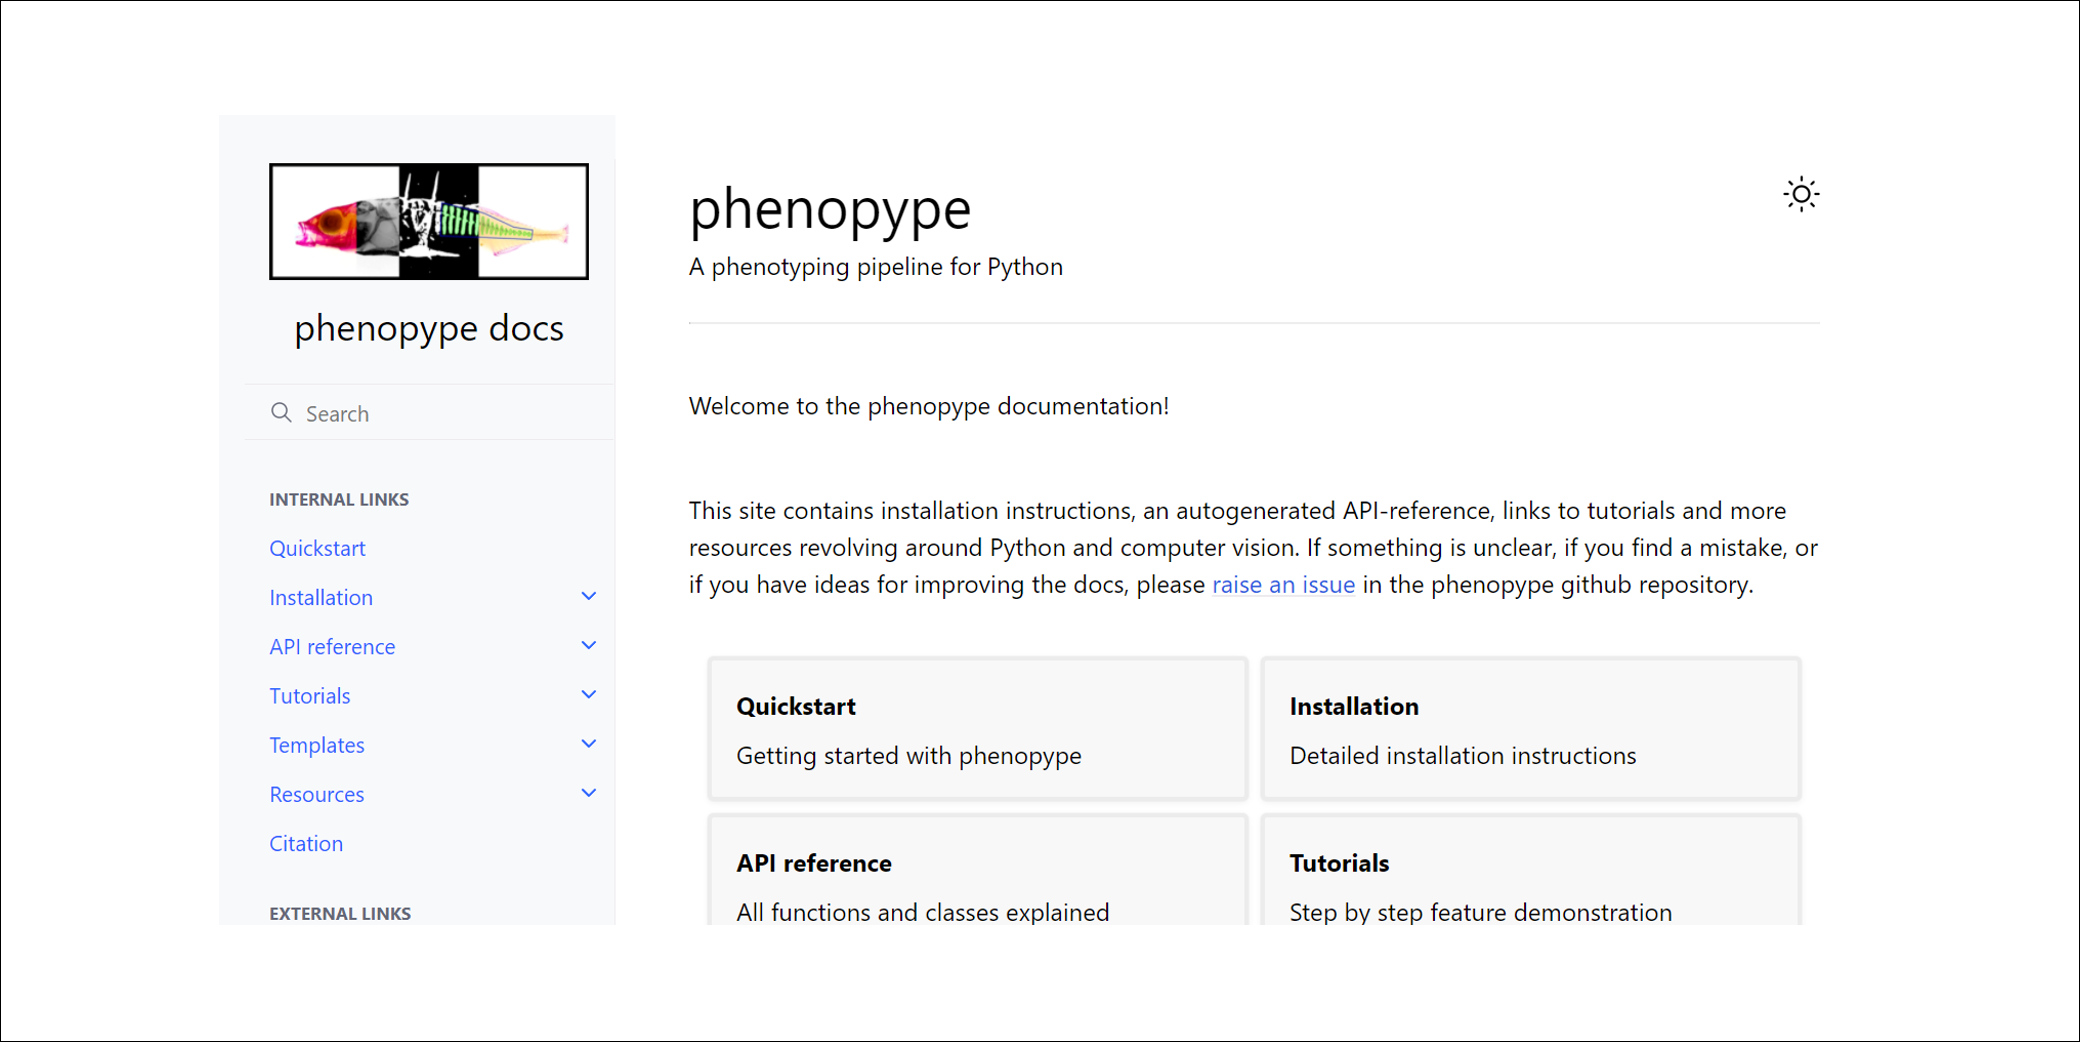 phenopype docs
Search
INTERNAL LINKS
Quickstart
Installation
API reference
Tutorials
Templates
Resources
Citation
EXTERNAL LINKS
phenopype
A phenotyping pipeline for Python
Welcome to the phenopype documentation!
This site contains installation instructions, an autogenerated API-reference, links to tutorials and more
resources revolving around Python and computer vision. If something is unclear, if you find a mistake, or
if you have ideas for improving the docs, please raise an issue in the phenopype github repository.
Quickstart
Getting started with phenopype
Installation
Detailed installation instructions
API reference
All functions and classes explained
Tutorials
Step by step feature demonstration